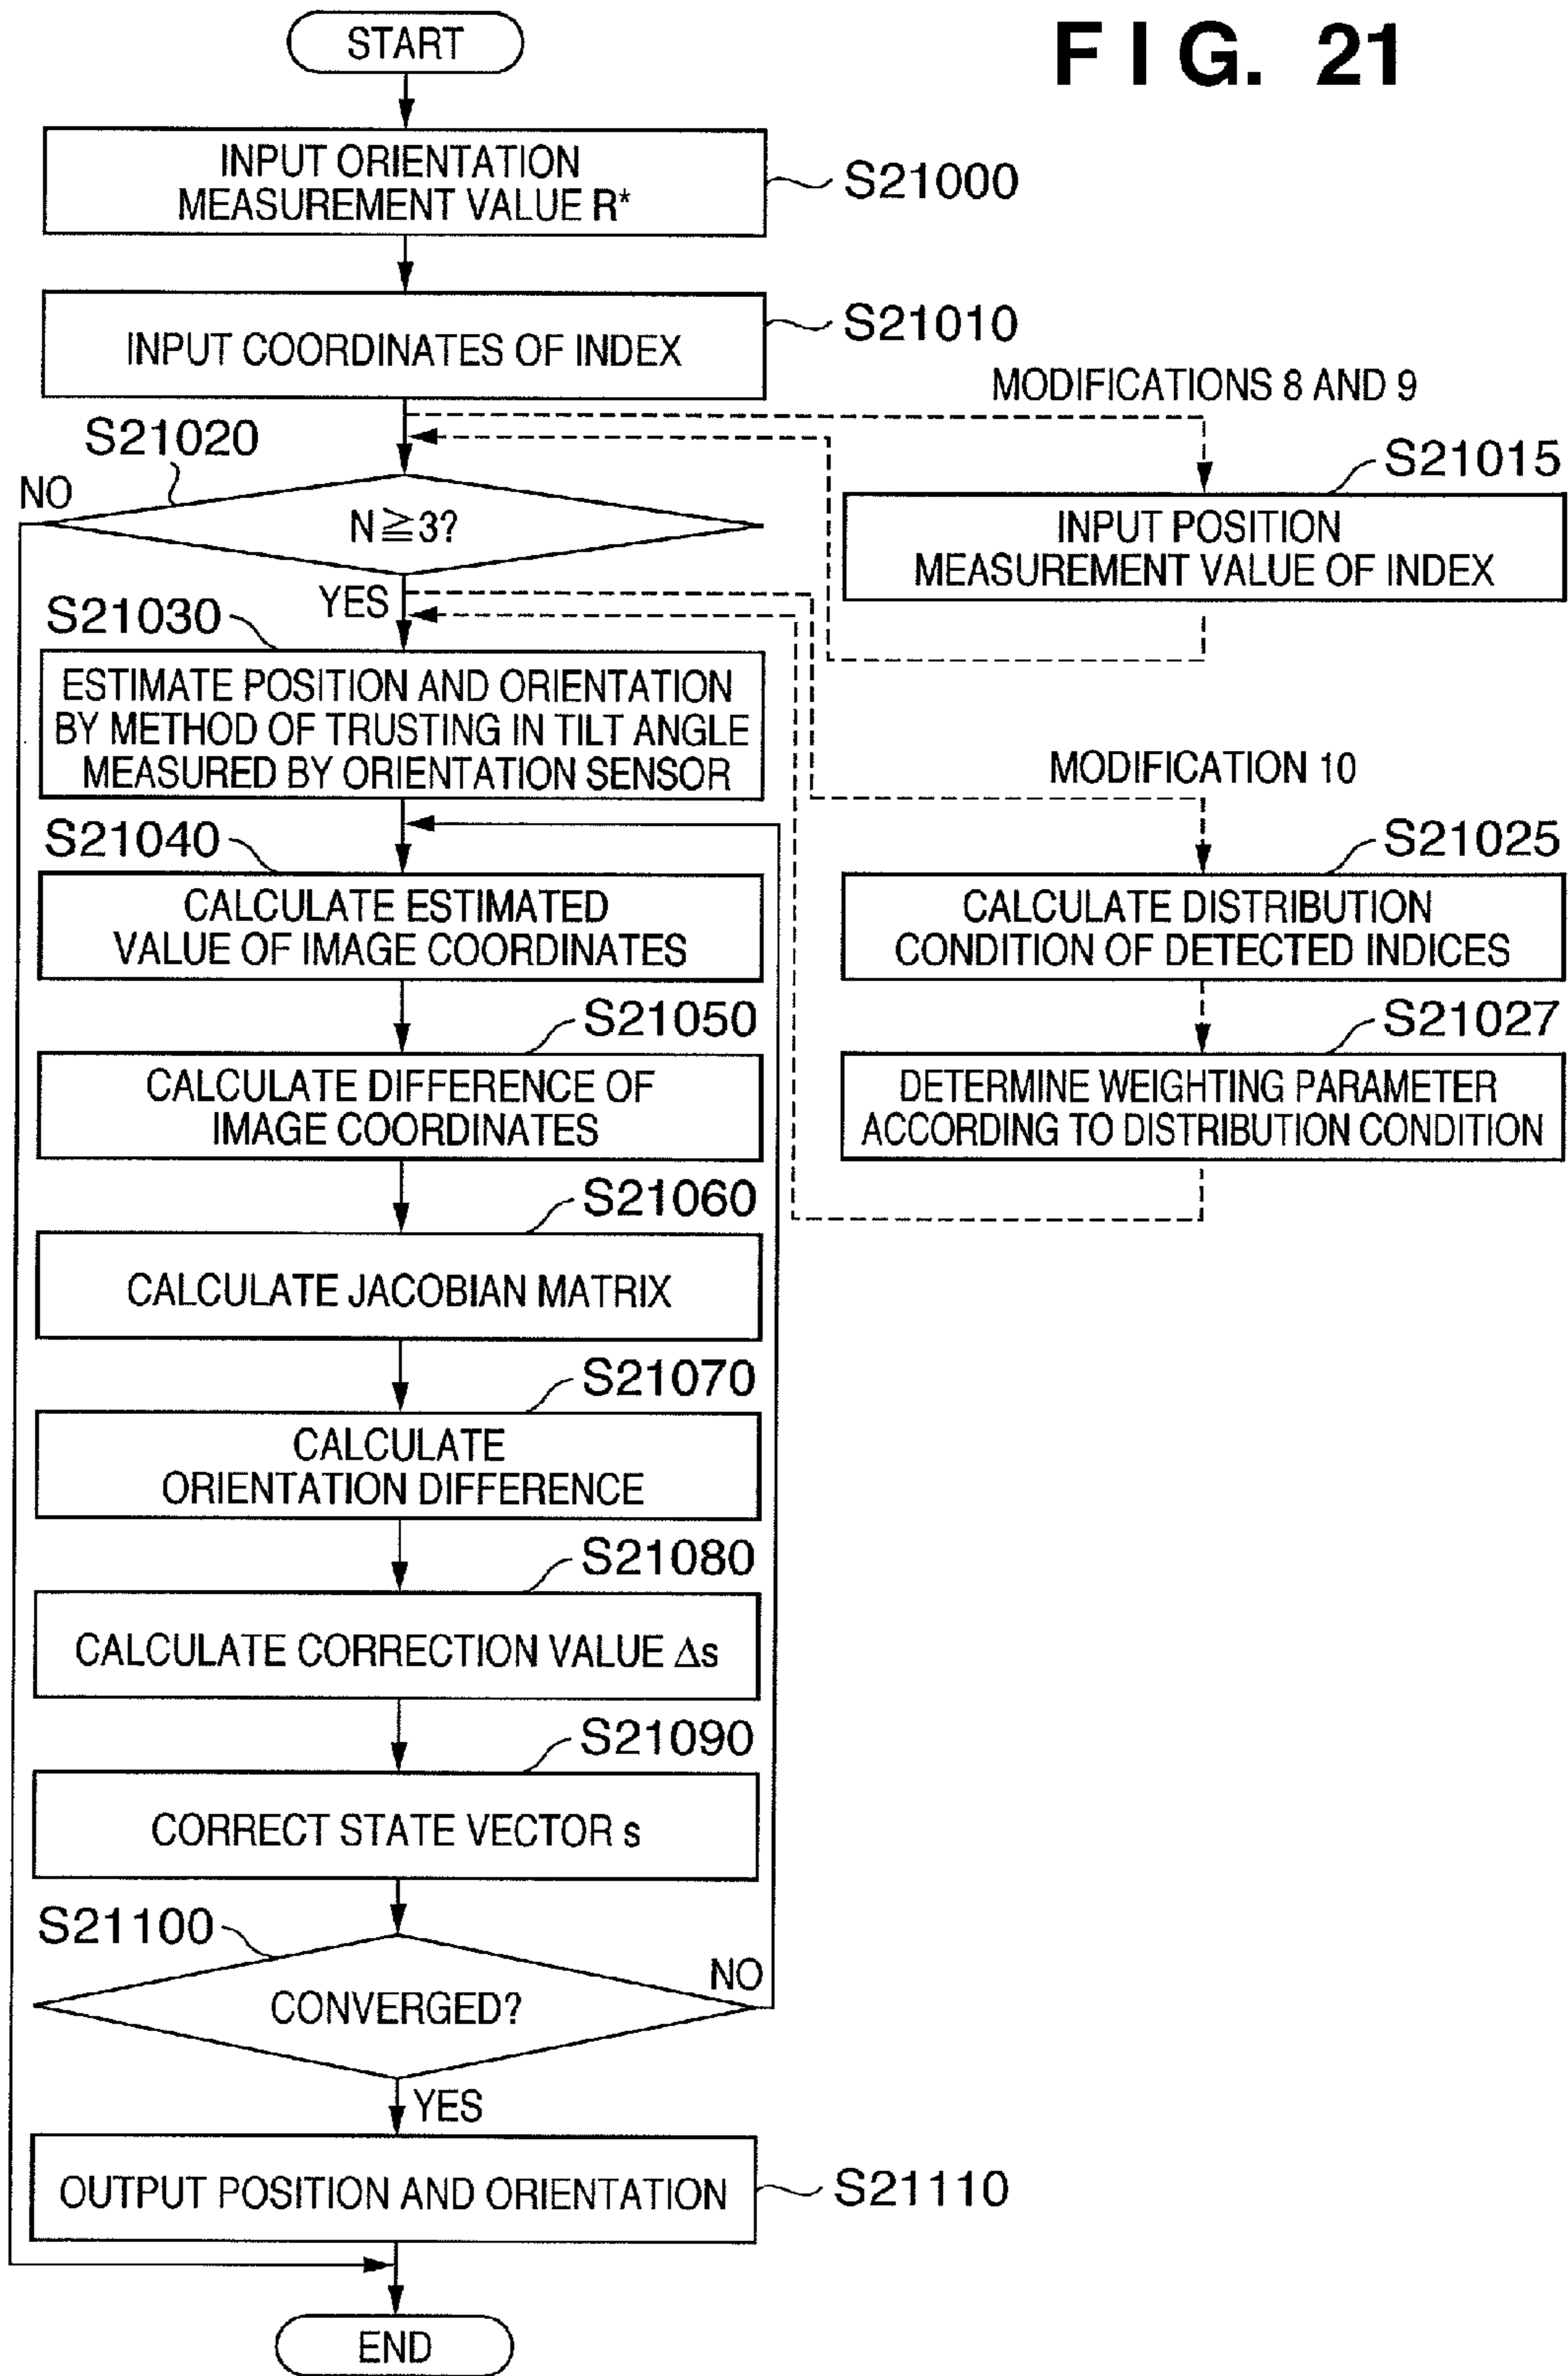 FIG. 21
START
INPUT ORIENTATION
MEASUREMENT VALUE R*
S21000
INPUT COORDINATES OF INDEX
S21010
MODIFICATIONS 8 AND 9
S21020
NO
N≧3?
YES
S21015
INPUT POSITION
MEASUREMENT VALUE OF INDEX
S21030
ESTIMATE POSITION AND ORIENTATION
BY METHOD OF TRUSTING IN TILT ANGLE
MEASURED BY ORIENTATION SENSOR
MODIFICATION 10
S21040
CALCULATE ESTIMATED
VALUE OF IMAGE COORDINATES
S21025
CALCULATE DISTRIBUTION
CONDITION OF DETECTED INDICES
S21050
CALCULATE DIFFERENCE OF
IMAGE COORDINATES
S21027
DETERMINE WEIGHTING PARAMETER
ACCORDING TO DISTRIBUTION CONDITION
S21060
CALCULATE JACOBIAN MATRIX
S21070
CALCULATE
ORIENTATION DIFFERENCE
S21080
CALCULATE CORRECTION VALUE Δs
S21090
CORRECT STATE VECTOR s
S21100
CONVERGED?
NO
YES
OUTPUT POSITION AND ORIENTATION
S21110
END